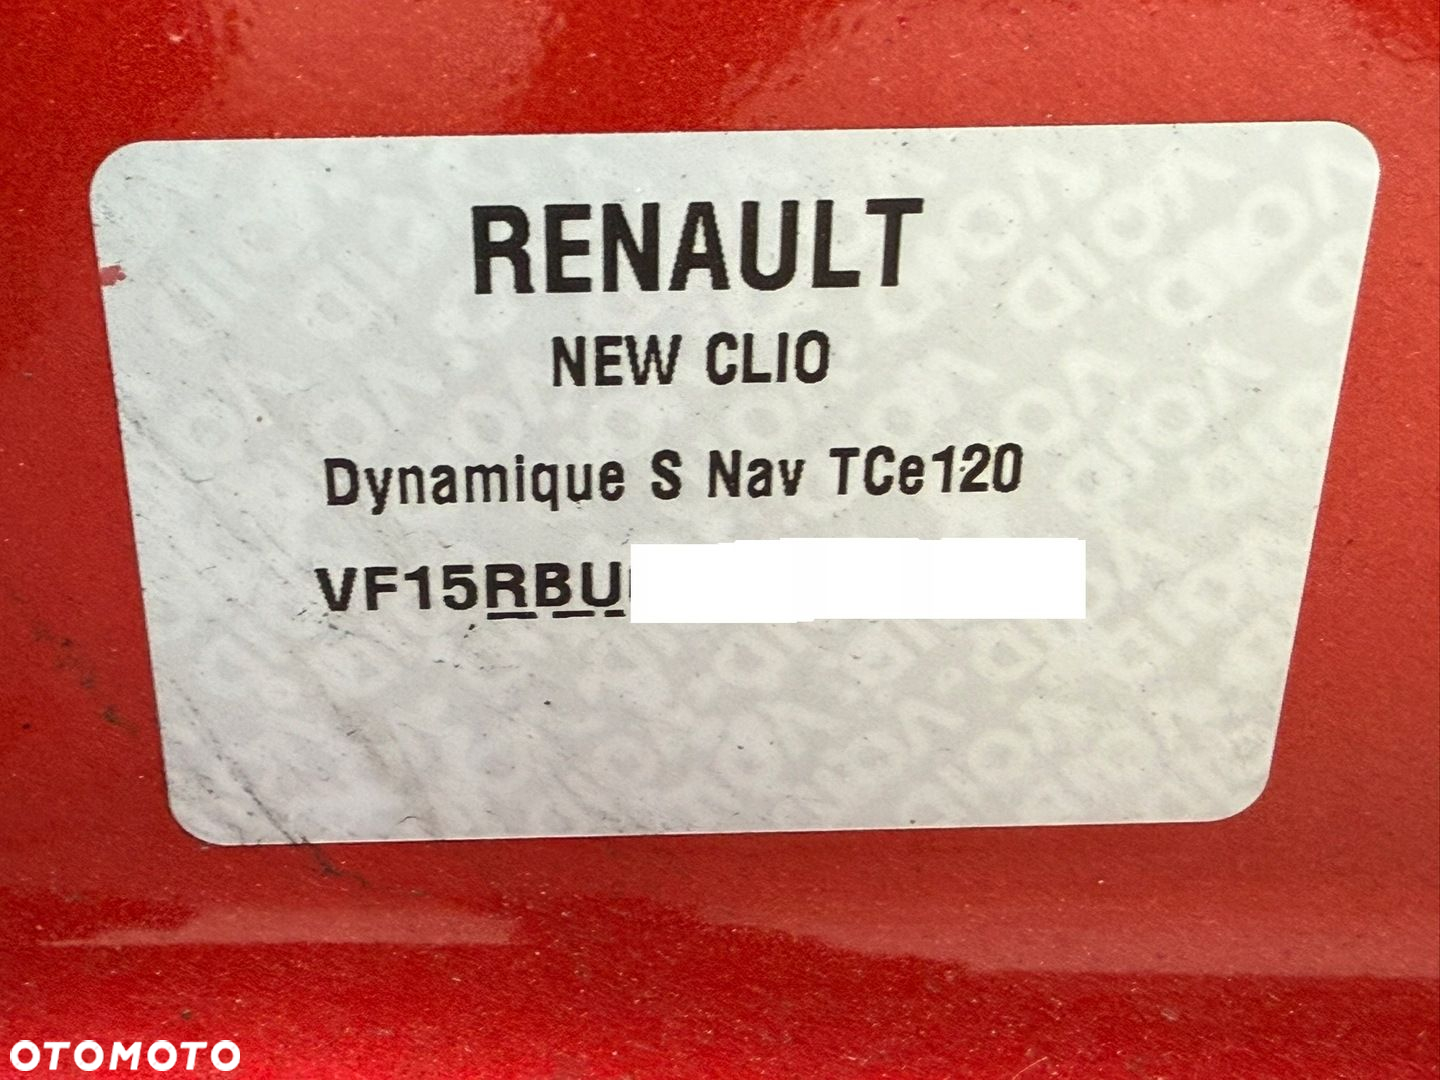 RENAULT
NEW CLIO
Dynamique S Nav TCe120
VF15RBU
OTOMOTO